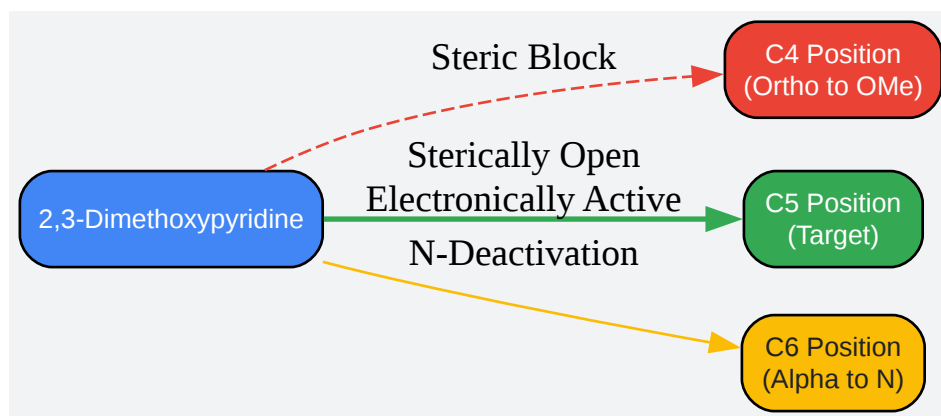 Steric Block
C4 Position
(Ortho to OMe)
2,3-Dimethoxypyridine
Sterically Open
Electronically Active
C5 Position
(Target)
N-Deactivation
C6 Position
(Alpha to N)